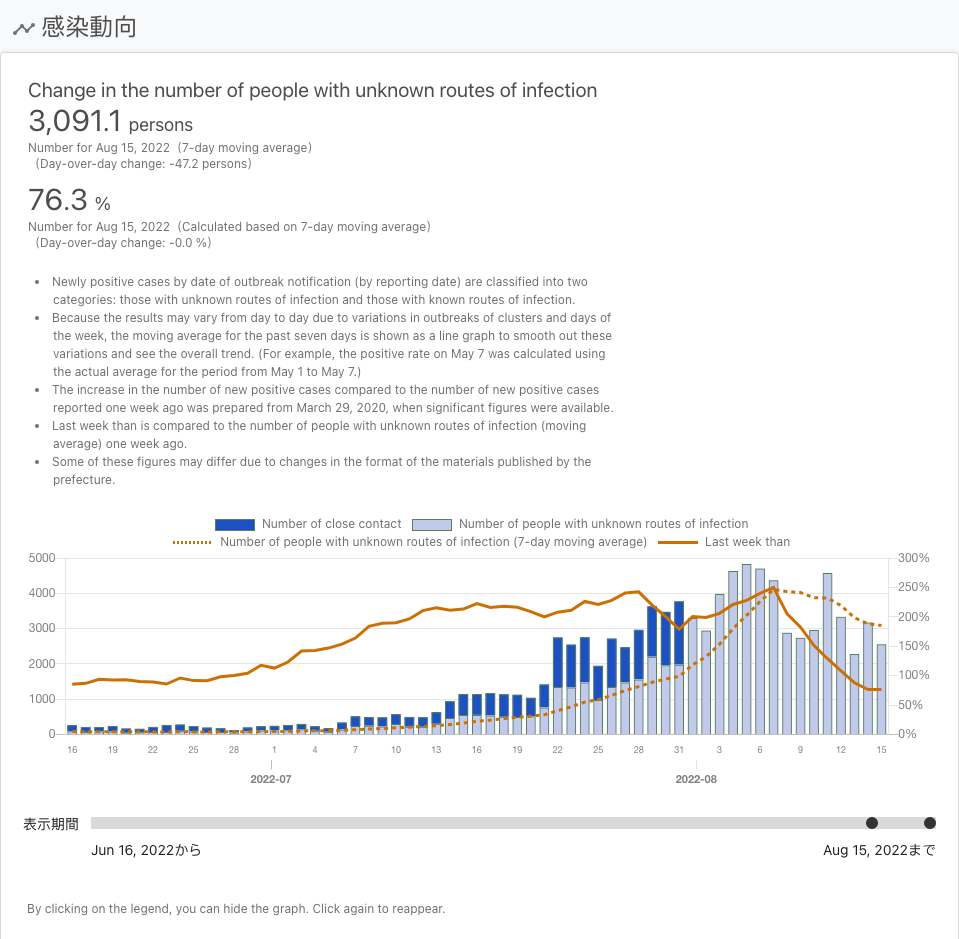 感染動向
Change in the number of people with unknown routes of infection
3,091.1 persons
Number for Aug 15, 2022 (7-day moving average)
(Day-over-day change: -47.2 persons)
76.3 %
Number for Aug 15, 2022 (Calculated based on 7-day moving average)
(Day-over-day change: -0.0 %)
• Newly positive cases by date of outbreak notification (by reporting date) are classified into two
categories: those with unknown routes of infection and those with known routes of infection.
• Because the results may vary from day to day due to variations in outbreaks of clusters and days of
the week, the moving average for the past seven days is shown as a line graph to smooth out these
variations and see the overall trend. (For example, the positive rate on May 7 was calculated using
the actual average for the period from May 1 to May 7.)
• The increase in the number of new positive cases compared to the number of new positive cases
reported one week ago was prepared from March 29, 2020, when significant figures were available.
• Last week than is compared to the number of people with unknown routes of infection (moving
average) one week ago.
• Some of these figures may differ due to changes in the format of the materials published by the
prefecture.
Number of close contact Number of people with unknown routes of infection
Number of people with unknown routes of infection (7-day moving average) Last week than
5000 300%
250%
4000
200%
3000
150%
2000
100%
1000
50%
0 0%
16 19 22 25 28 1 4 7 10 13 16 19 22 25 28 31 3 6 9 12 15
2022-07 2022-08
表示期間
Jun 16, 2022から Aug 15, 2022まで
By clicking on the legend, you can hide the graph. Click again to reappear.